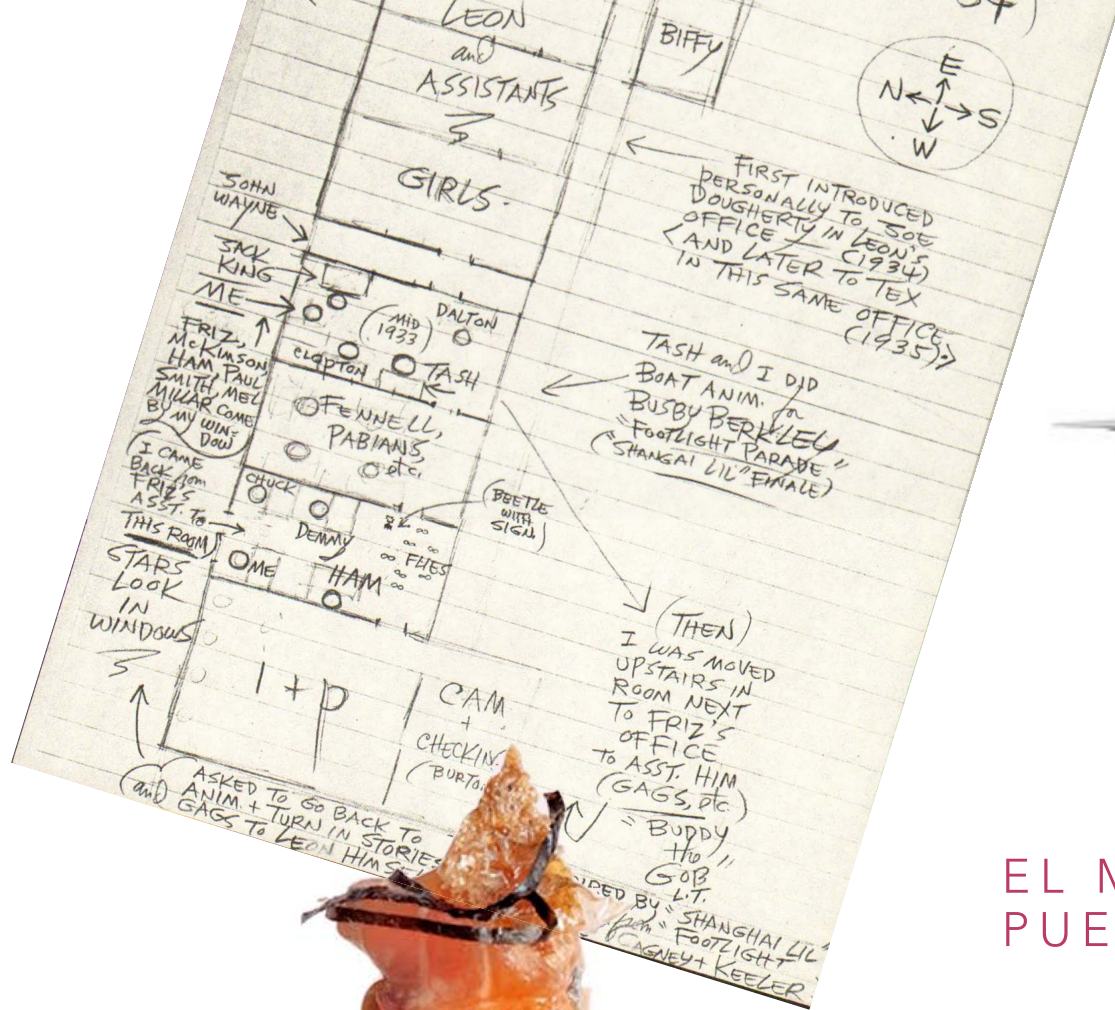 LEON
and
ASSISTANTS
GIRLS.
BIFFY
E
N S
W
FIRST INTRODUCED
PERSONALLY TO JOE
DOUGHERTY IN LEON'S
OFFICE (1934)
(AND LATER TO TEX
IN THIS SAME OFFICE
(1935))
JOHN
WAYNE
JACK
KING
ME
(MID
1933)
DALTON
CLAPTON
TASH
FRIZ,
McKIMSON,
HAM, PAUL
SMITH, MEL
MILLAR COME
BY MY WIN-
DOW
TASH and I DID
BOAT ANIM. for
BUSBY BERKLEY
"FOOTLIGHT PARADE"
("SHANGAI LIL" FINALE)
FENNELL,
PABIANS,
etc.
I CAME
BACK from
FRIZ'S
ASST. TO
THIS ROOM
CHUCK
DEMMY
(BEETLE
WITH
SIGN)
FLIES
ME
HAM
STARS
LOOK
IN
WINDOWS
I + P
CAM
+
CHECKIN
(BURTO
(THEN)
I WAS MOVED
UPSTAIRS IN
ROOM NEXT
TO FRIZ'S
OFFICE
TO ASST. HIM
(GAGS, etc)
"BUDDY
the
GOB"
L.T.
(and) ASKED TO GO BACK TO
ANIM. + TURN IN STORIES
GAGS TO LEON HIMS
IRED BY "SHANGHAI LIL"
from "FOOTLIGHT
CAGNEY + KEELER
EL
PUE